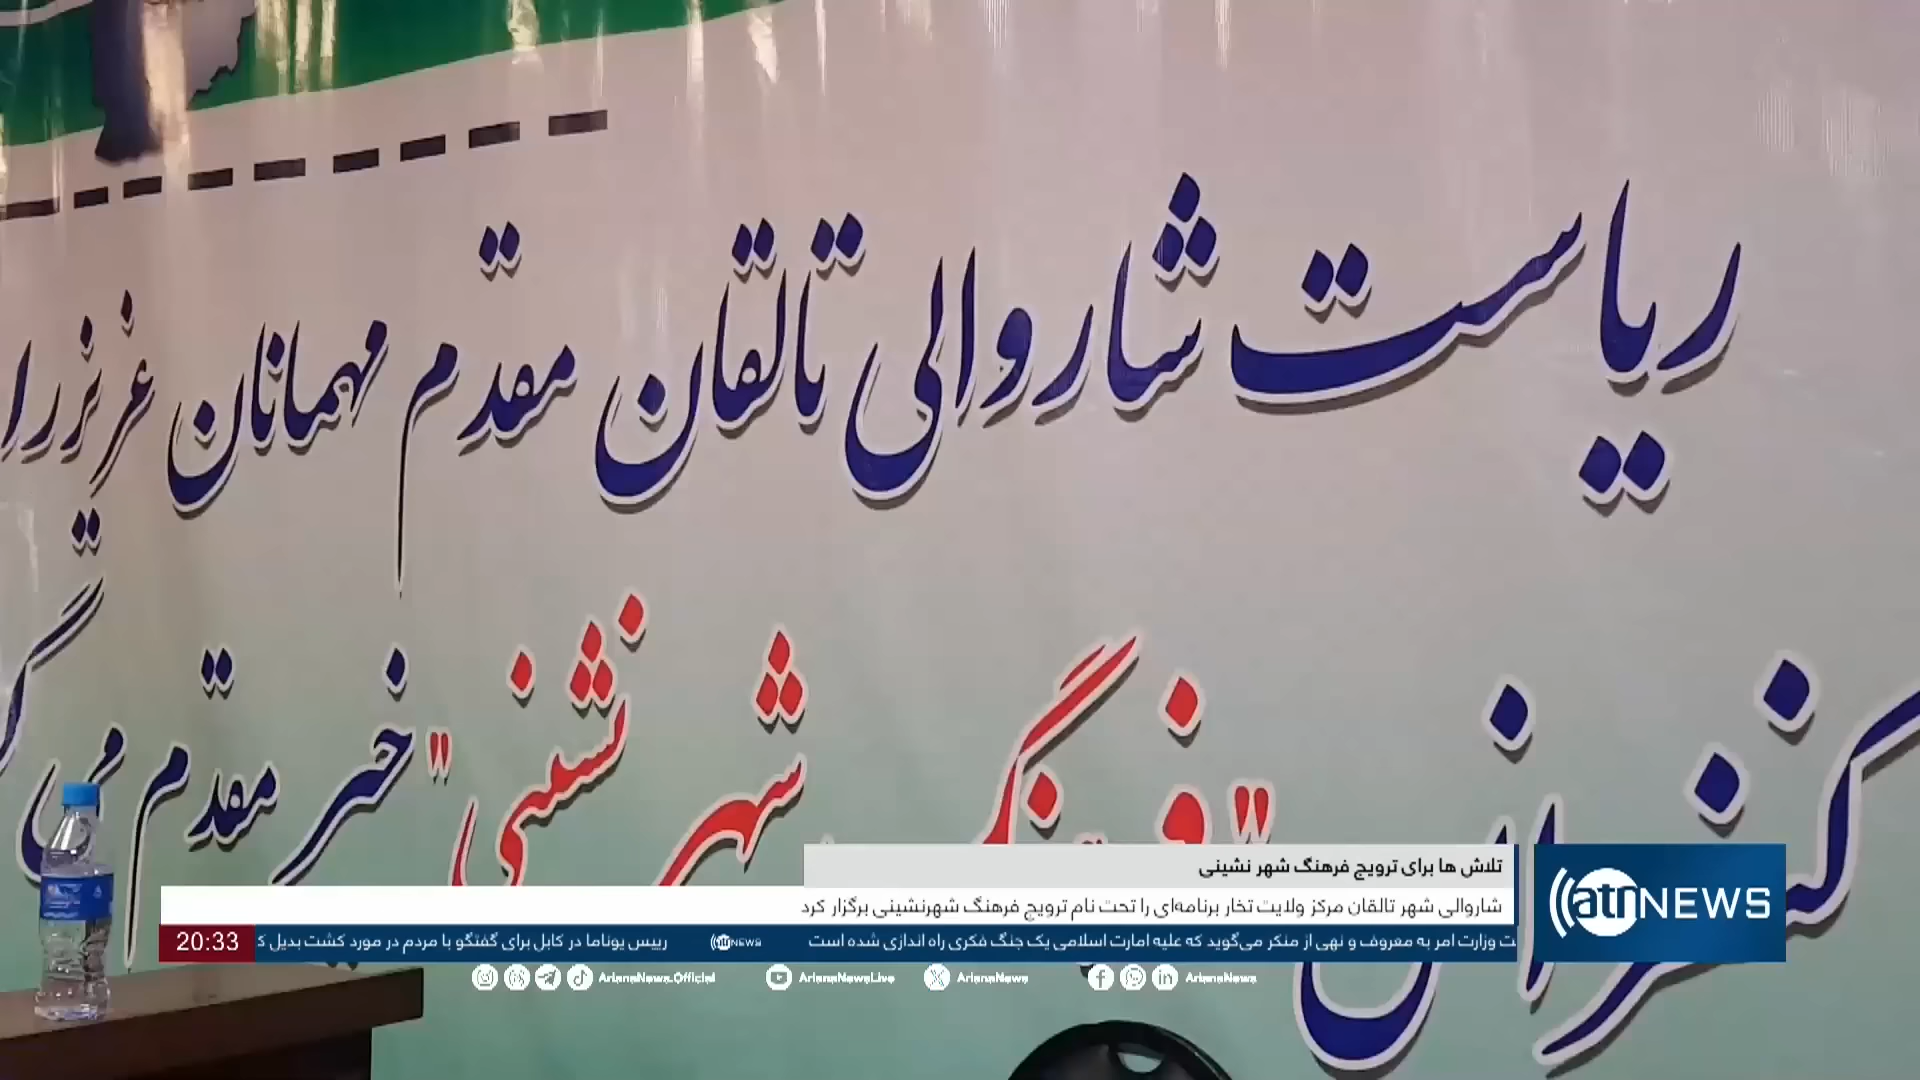 ریاست شاروالی تالقان مقدم مهمانان عزیز را
کنفرانس "فرهنگ شهر نشینی" خیر مقدم می
تلاش ها برای ترویج فرهنگ شهر نشینی
شاروالی شهر تالقان مرکز ولایت تخار برنامه‌ای را تحت نام ترویج فرهنگ شهرنشینی برگزار کرد
atn NEWS
وزارت امر به معروف و نهی از منکر می‌گوید که علیه امارت اسلامی یک جنگ فکری راه اندازی شده است atn NEWS رییس یوناما در کابل برای گفتگو با مردم در مورد کشت بدیل
20:33
ArianaNews.Official ArianaNewsLive ArianaNews ArianaNews